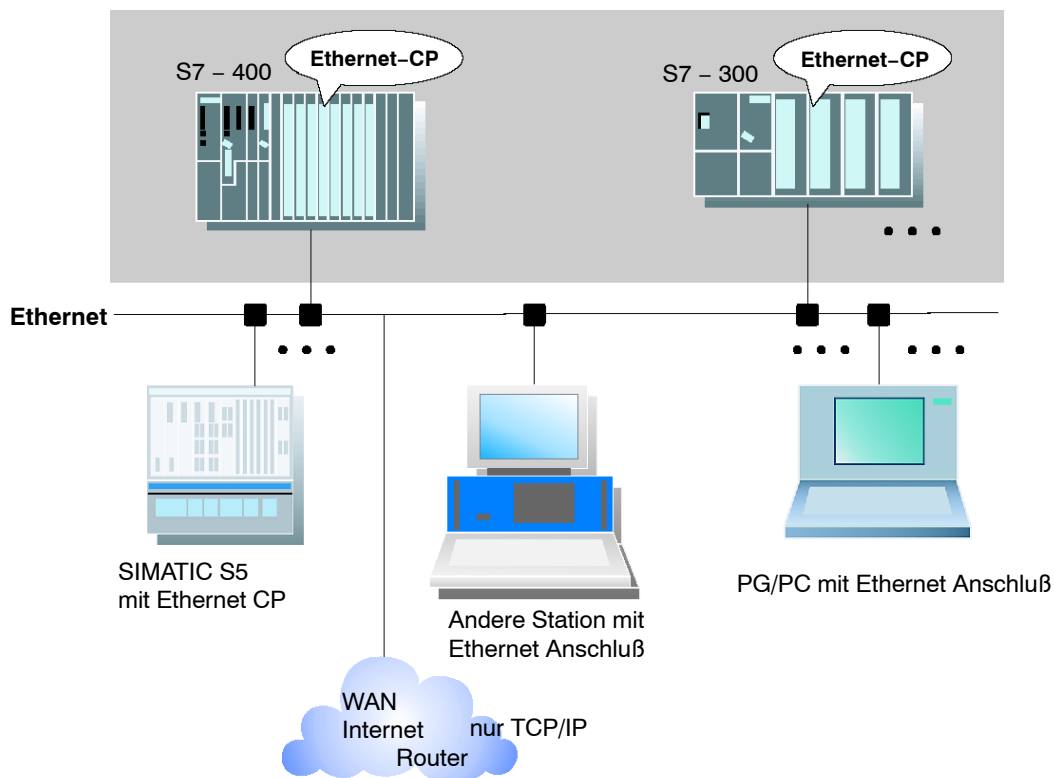 Ethernet–CP
S7 – 400
Ethernet–CP
S7 – 300
Ethernet
SIMATIC S5
mit Ethernet CP
Andere Station mit
Ethernet Anschluß
PG/PC mit Ethernet Anschluß
WAN
Internet
nur TCP/IP
Router